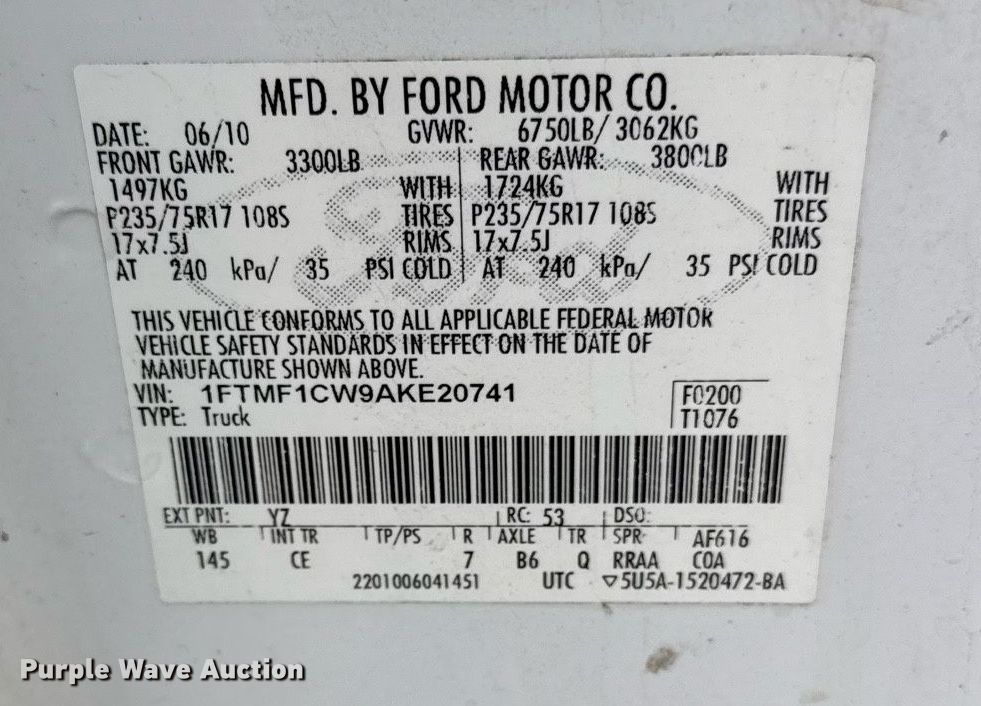 MFD. BY FORD MOTOR CO.
DATE: 06/10 GVWR: 6750LB/ 3062KG
FRONT GAWR: 3300LB REAR GAWR: 3800LB
1497KG WITH 1724KG WITH
P235/75R17 108S TIRES P235/75R17 108S TIRES
17x7.5J RIMS 17x7.5J RIMS
AT 240 kPa/ 35 PSI COLD AT 240 kPa/ 35 PSI COLD
Ford
THIS VEHICLE CONFORMS TO ALL APPLICABLE FEDERAL MOTOR
VEHICLE SAFETY STANDARDS IN EFFECT ON THE DATE OF
MANUFACTURE SHOWN ABOVE.
VIN: 1FTMF1CW9AKE20741 F0200
TYPE: Truck T1076
EXT PNT: YZ RC: 53 DSO:
WB INT TR TP/PS R AXLE TR SPR AF616
145 CE 7 B6 Q RRAA COA
2201006041451 UTC ▽5U5A-1520472-BA
Purple Wave Auction